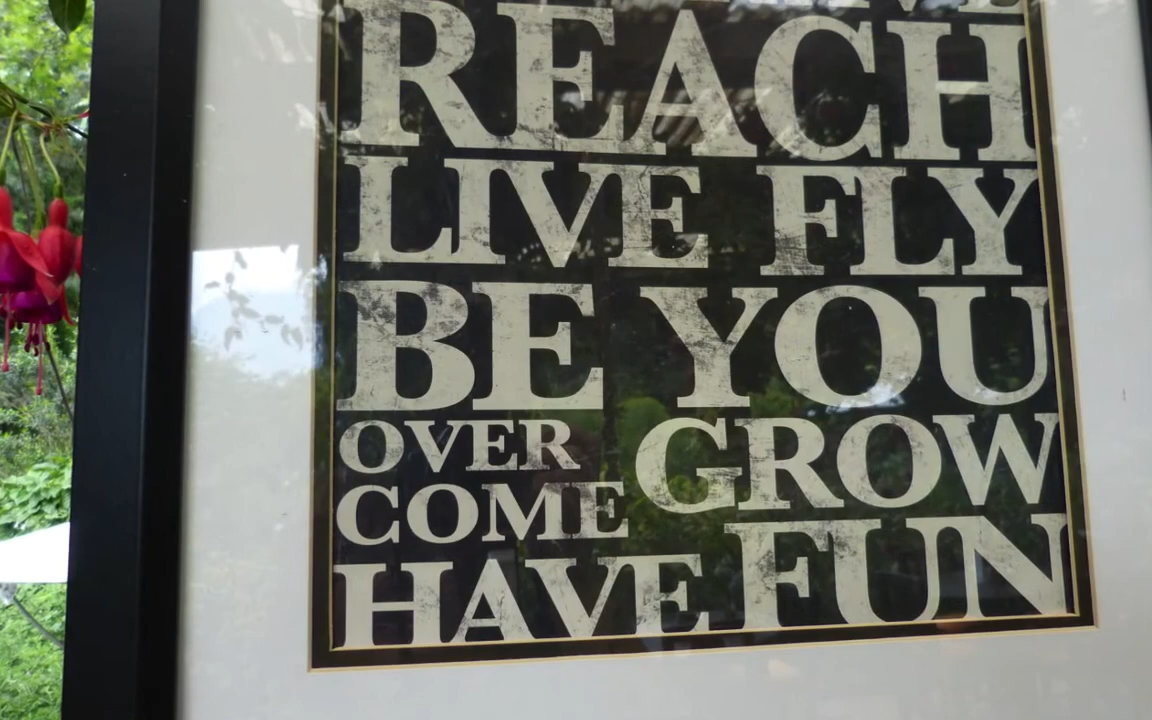 REACH
LIVE FLY
BE YOU
OVER
COME
GROW
HAVE FUN